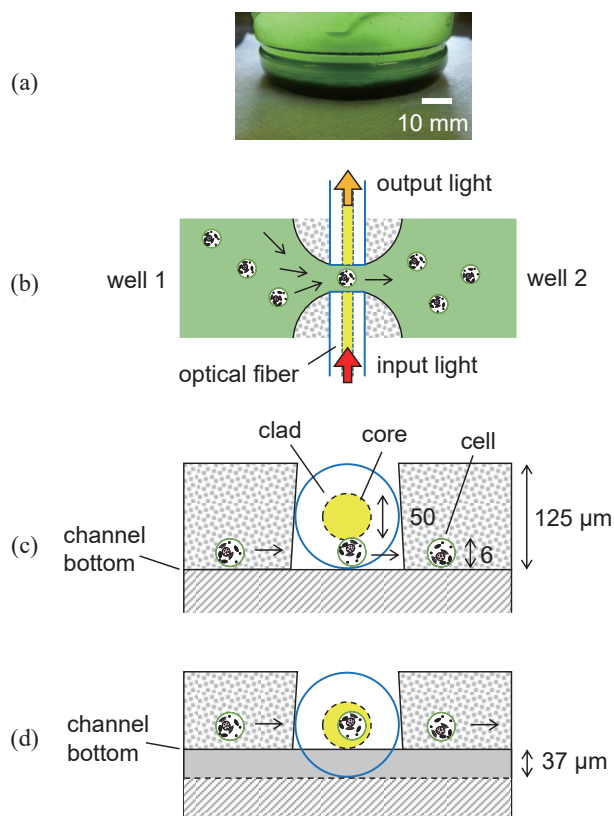 (a)
10 mm
(b)
output light
well 1
well 2
optical fiber
input light
(c)
clad
core
cell
50
125 µm
channel
bottom
6
(d)
channel
bottom
37 µm